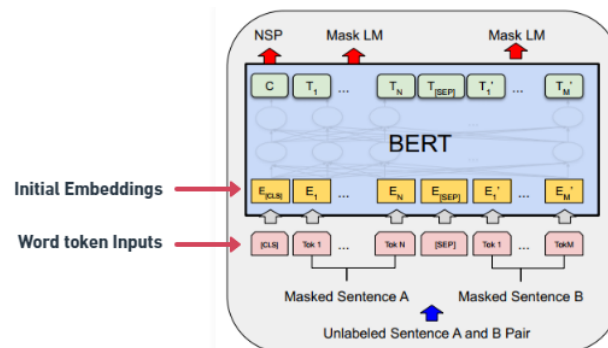 NSP Mask LM Mask LM
C T1 ... TN T[SEP] T1' ... TM'
BERT
Initial Embeddings E[CLS] E1 ... EN E[SEP] E1' ... EM'
Word token Inputs [CLS] Tok 1 ... Tok N [SEP] Tok 1 ... TokM
Masked Sentence A Masked Sentence B
Unlabeled Sentence A and B Pair